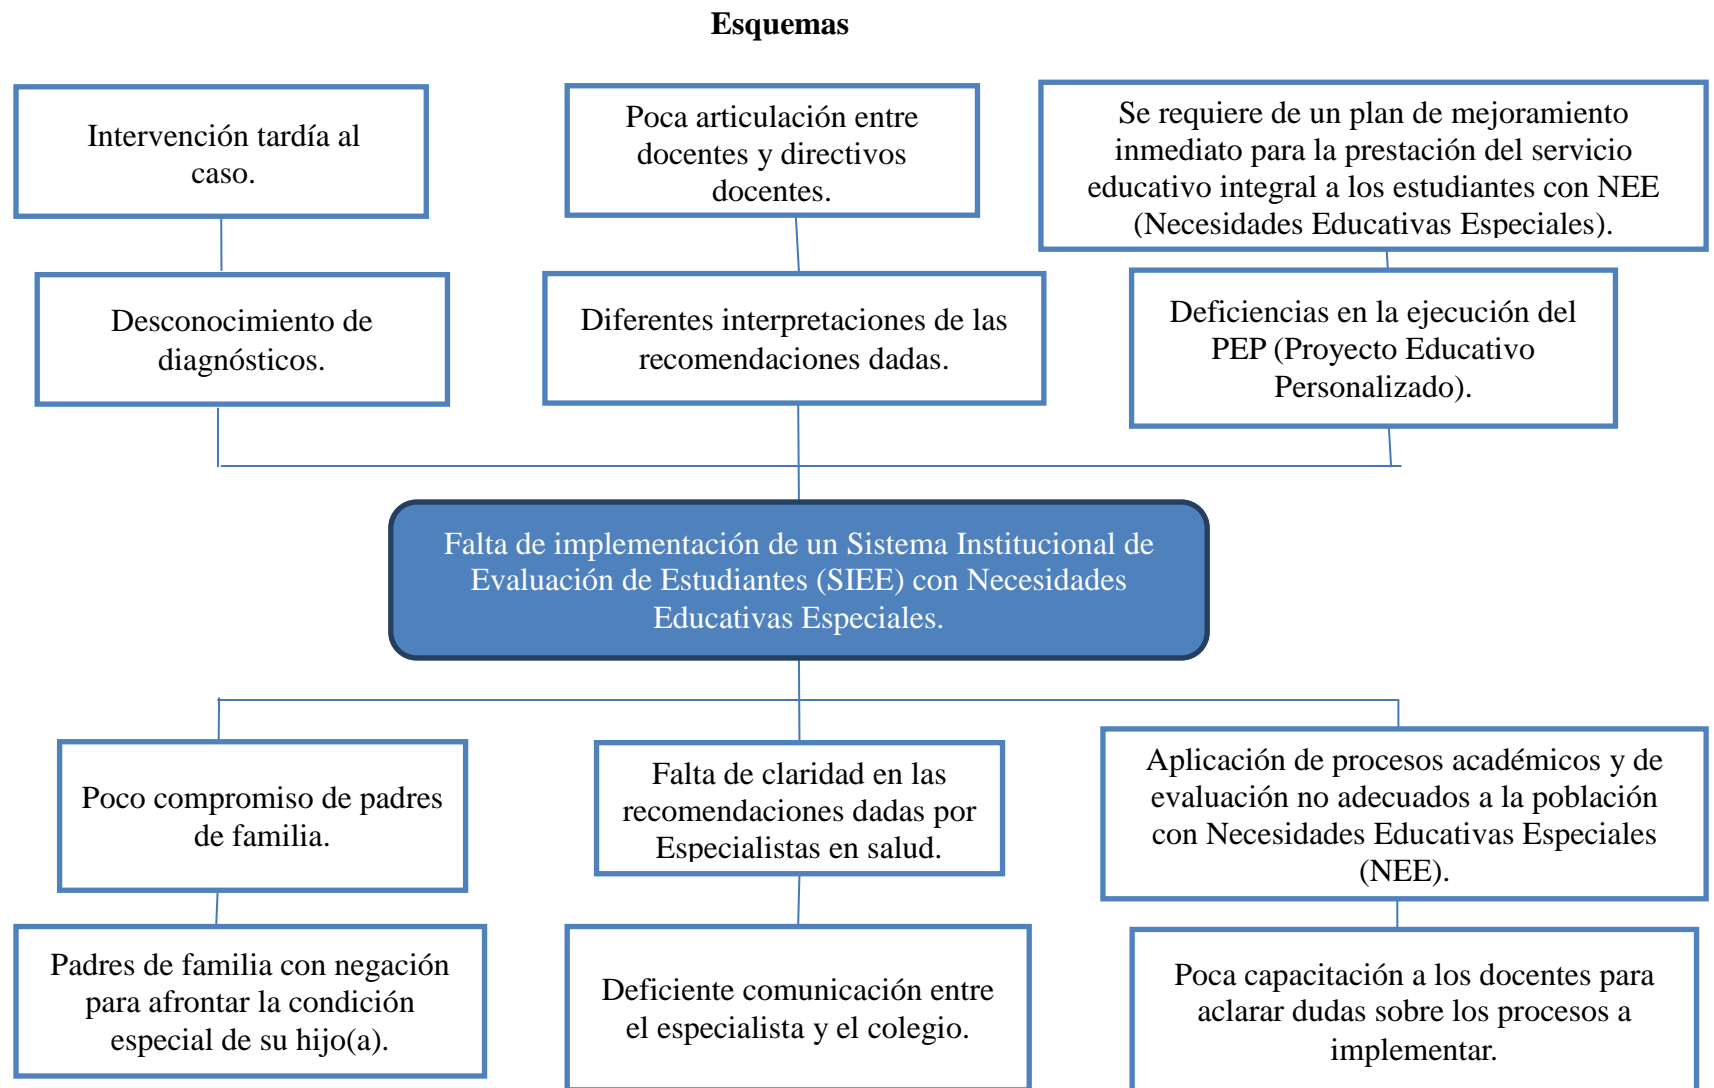 Esquemas
Intervención tardía al
caso.
Poca articulación entre
docentes y directivos
docentes.
Se requiere de un plan de mejoramiento
inmediato para la prestación del servicio
educativo integral a los estudiantes con NEE
(Necesidades Educativas Especiales).
Desconocimiento de
diagnósticos.
Diferentes interpretaciones de las
recomendaciones dadas.
Deficiencias en la ejecución del
PEP (Proyecto Educativo
Personalizado).
Falta de implementación de un Sistema Institucional de
Evaluación de Estudiantes (SIEE) con Necesidades
Educativas Especiales.
Poco compromiso de padres
de familia.
Falta de claridad en las
recomendaciones dadas por
Especialistas en salud.
Aplicación de procesos académicos y de
evaluación no adecuados a la población
con Necesidades Educativas Especiales
(NEE).
Padres de familia con negación
para afrontar la condición
especial de su hijo(a).
Deficiente comunicación entre
el especialista y el colegio.
Poca capacitación a los docentes para
aclarar dudas sobre los procesos a
implementar.